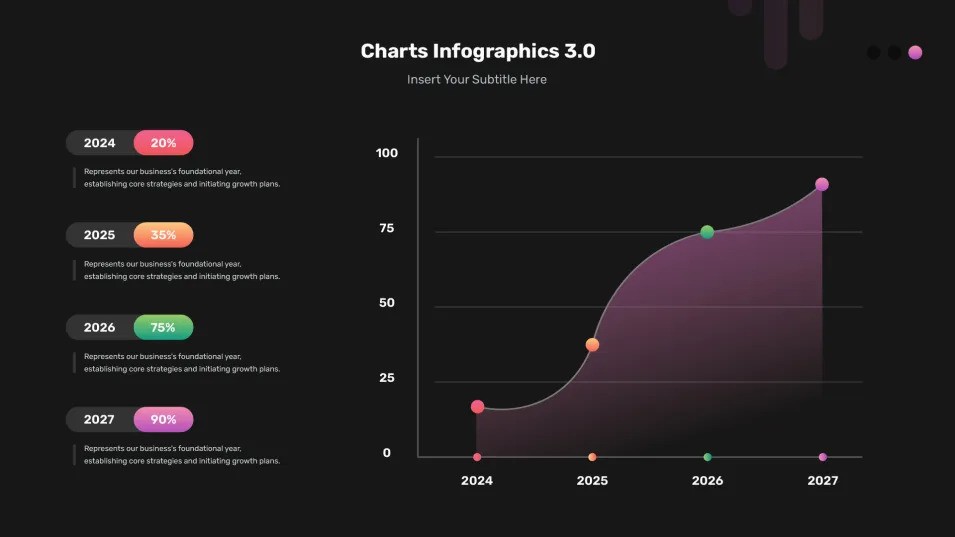 Charts Infographics 3.0
Insert Your Subtitle Here
2024 20%
Represents our business's foundational year,
establishing core strategies and initiating growth plans.
2025 35%
Represents our business's foundational year,
establishing core strategies and initiating growth plans.
2026 75%
Represents our business's foundational year,
establishing core strategies and initiating growth plans.
2027 90%
Represents our business's foundational year,
establishing core strategies and initiating growth plans.
100
75
50
25
0
2024 2025 2026 2027